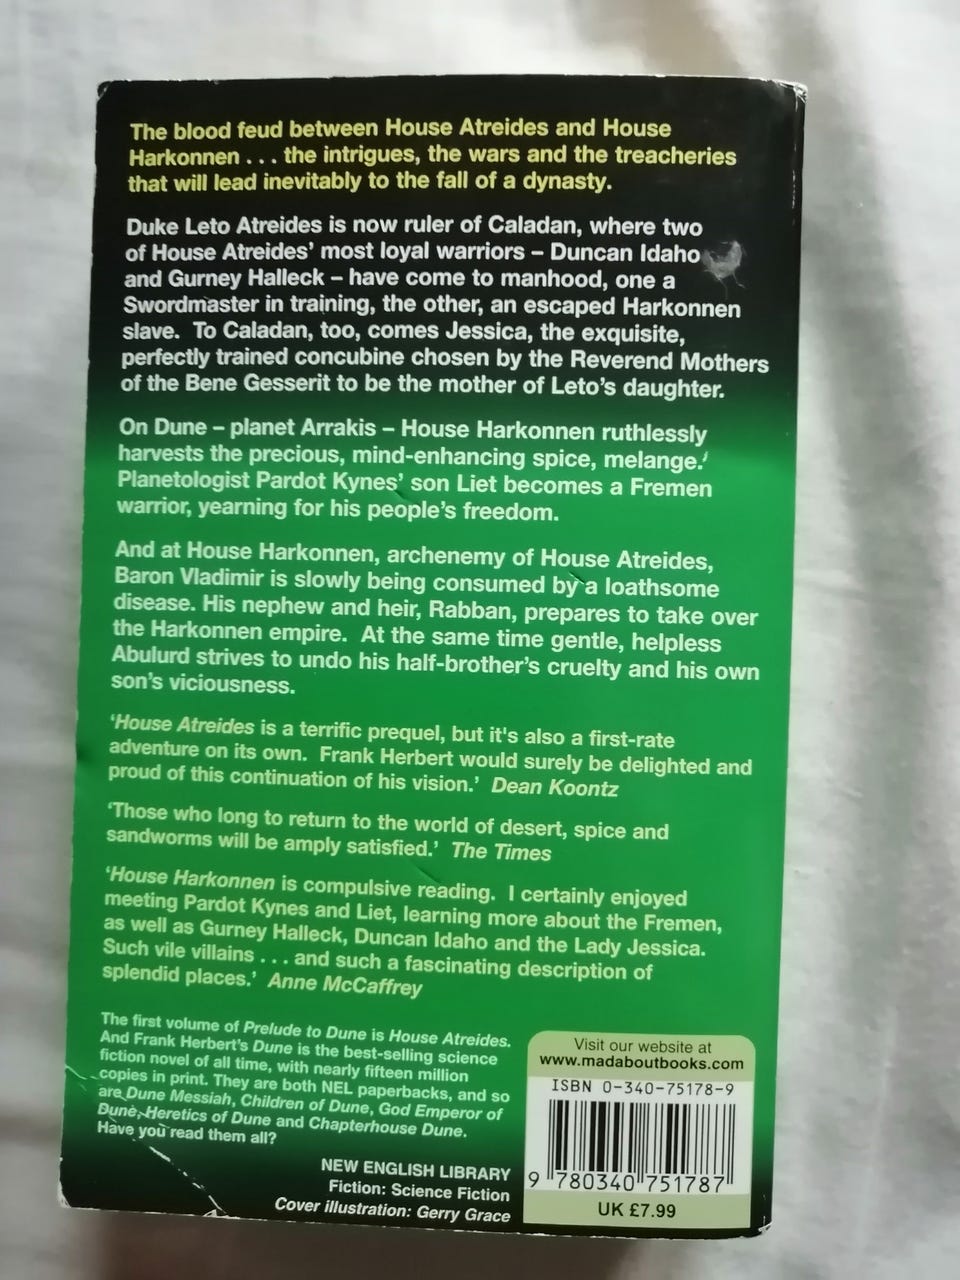 The blood feud between House Atreides and House
Harkonnen . . . the intrigues, the wars and the treacheries
that will lead inevitably to the fall of a dynasty.
Duke Leto Atreides is now ruler of Caladan, where two
of House Atreides' most loyal warriors – Duncan Idaho
and Gurney Halleck – have come to manhood, one a
Swordmaster in training, the other, an escaped Harkonnen
slave. To Caladan, too, comes Jessica, the exquisite,
perfectly trained concubine chosen by the Reverend Mothers
of the Bene Gesserit to be the mother of Leto's daughter.
On Dune – planet Arrakis – House Harkonnen ruthlessly
harvests the precious, mind-enhancing spice, melange.
Planetologist Pardot Kynes' son Liet becomes a Fremen
warrior, yearning for his people's freedom.
And at House Harkonnen, archenemy of House Atreides,
Baron Vladimir is slowly being consumed by a loathsome
disease. His nephew and heir, Rabban, prepares to take over
the Harkonnen empire. At the same time gentle, helpless
Abulurd strives to undo his half-brother's cruelty and his own
son's viciousness.
'House Atreides is a terrific prequel, but it's also a first-rate
adventure on its own. Frank Herbert would surely be delighted and
proud of this continuation of his vision.' Dean Koontz
'Those who long to return to the world of desert, spice and
sandworms will be amply satisfied.' The Times
'House Harkonnen is compulsive reading. I certainly enjoyed
meeting Pardot Kynes and Liet, learning more about the Fremen,
as well as Gurney Halleck, Duncan Idaho and the Lady Jessica.
Such vile villains . . . and such a fascinating description of
splendid places.' Anne McCaffrey
The first volume of Prelude to Dune is House Atreides.
And Frank Herbert's Dune is the best-selling science
fiction novel of all time, with nearly fifteen million
copies in print. They are both NEL paperbacks, and so
are Dune Messiah, Children of Dune, God Emperor of
Dune, Heretics of Dune and Chapterhouse Dune.
Have you read them all?
NEW ENGLISH LIBRARY
Fiction: Science Fiction
Cover illustration: Gerry Grace
Visit our website at
www.madaboutbooks.com
ISBN 0-340-75178-9
9 780340 751787
UK £7.99